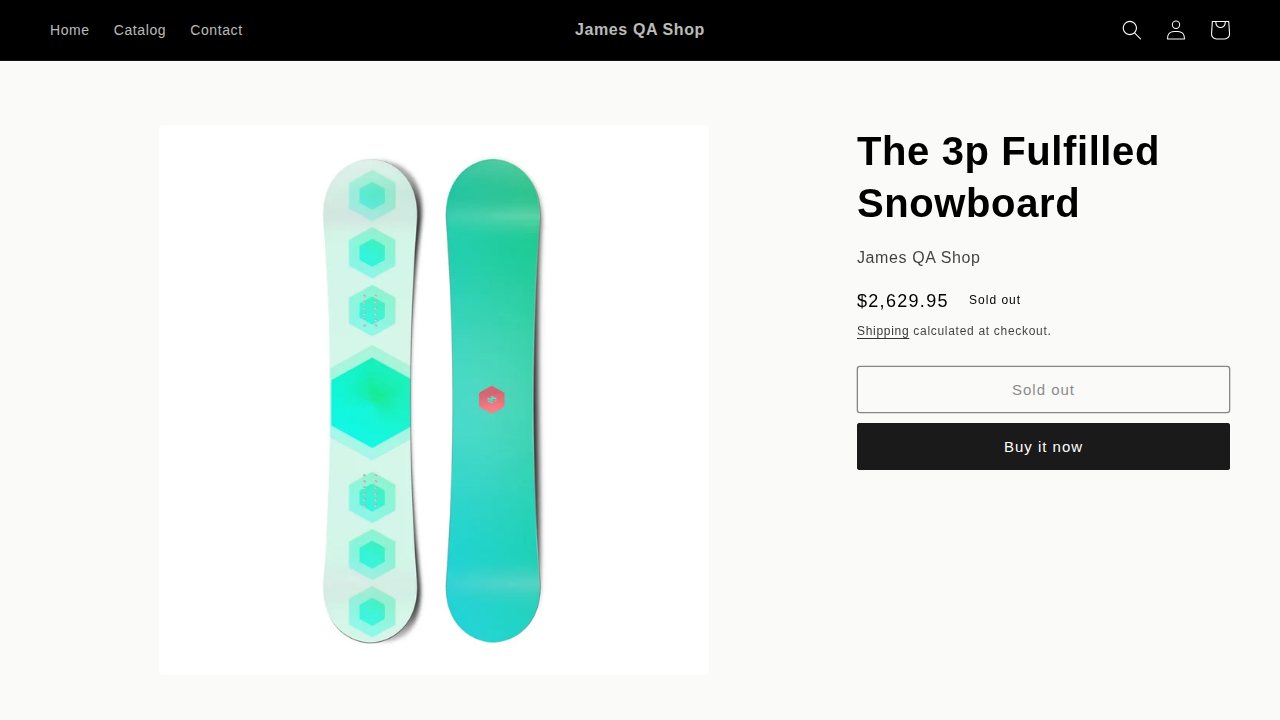 Home Catalog Contact James QA Shop
The 3p Fulfilled
Snowboard
James QA Shop
$2,629.95 Sold out
Shipping calculated at checkout.
Sold out
Buy it now